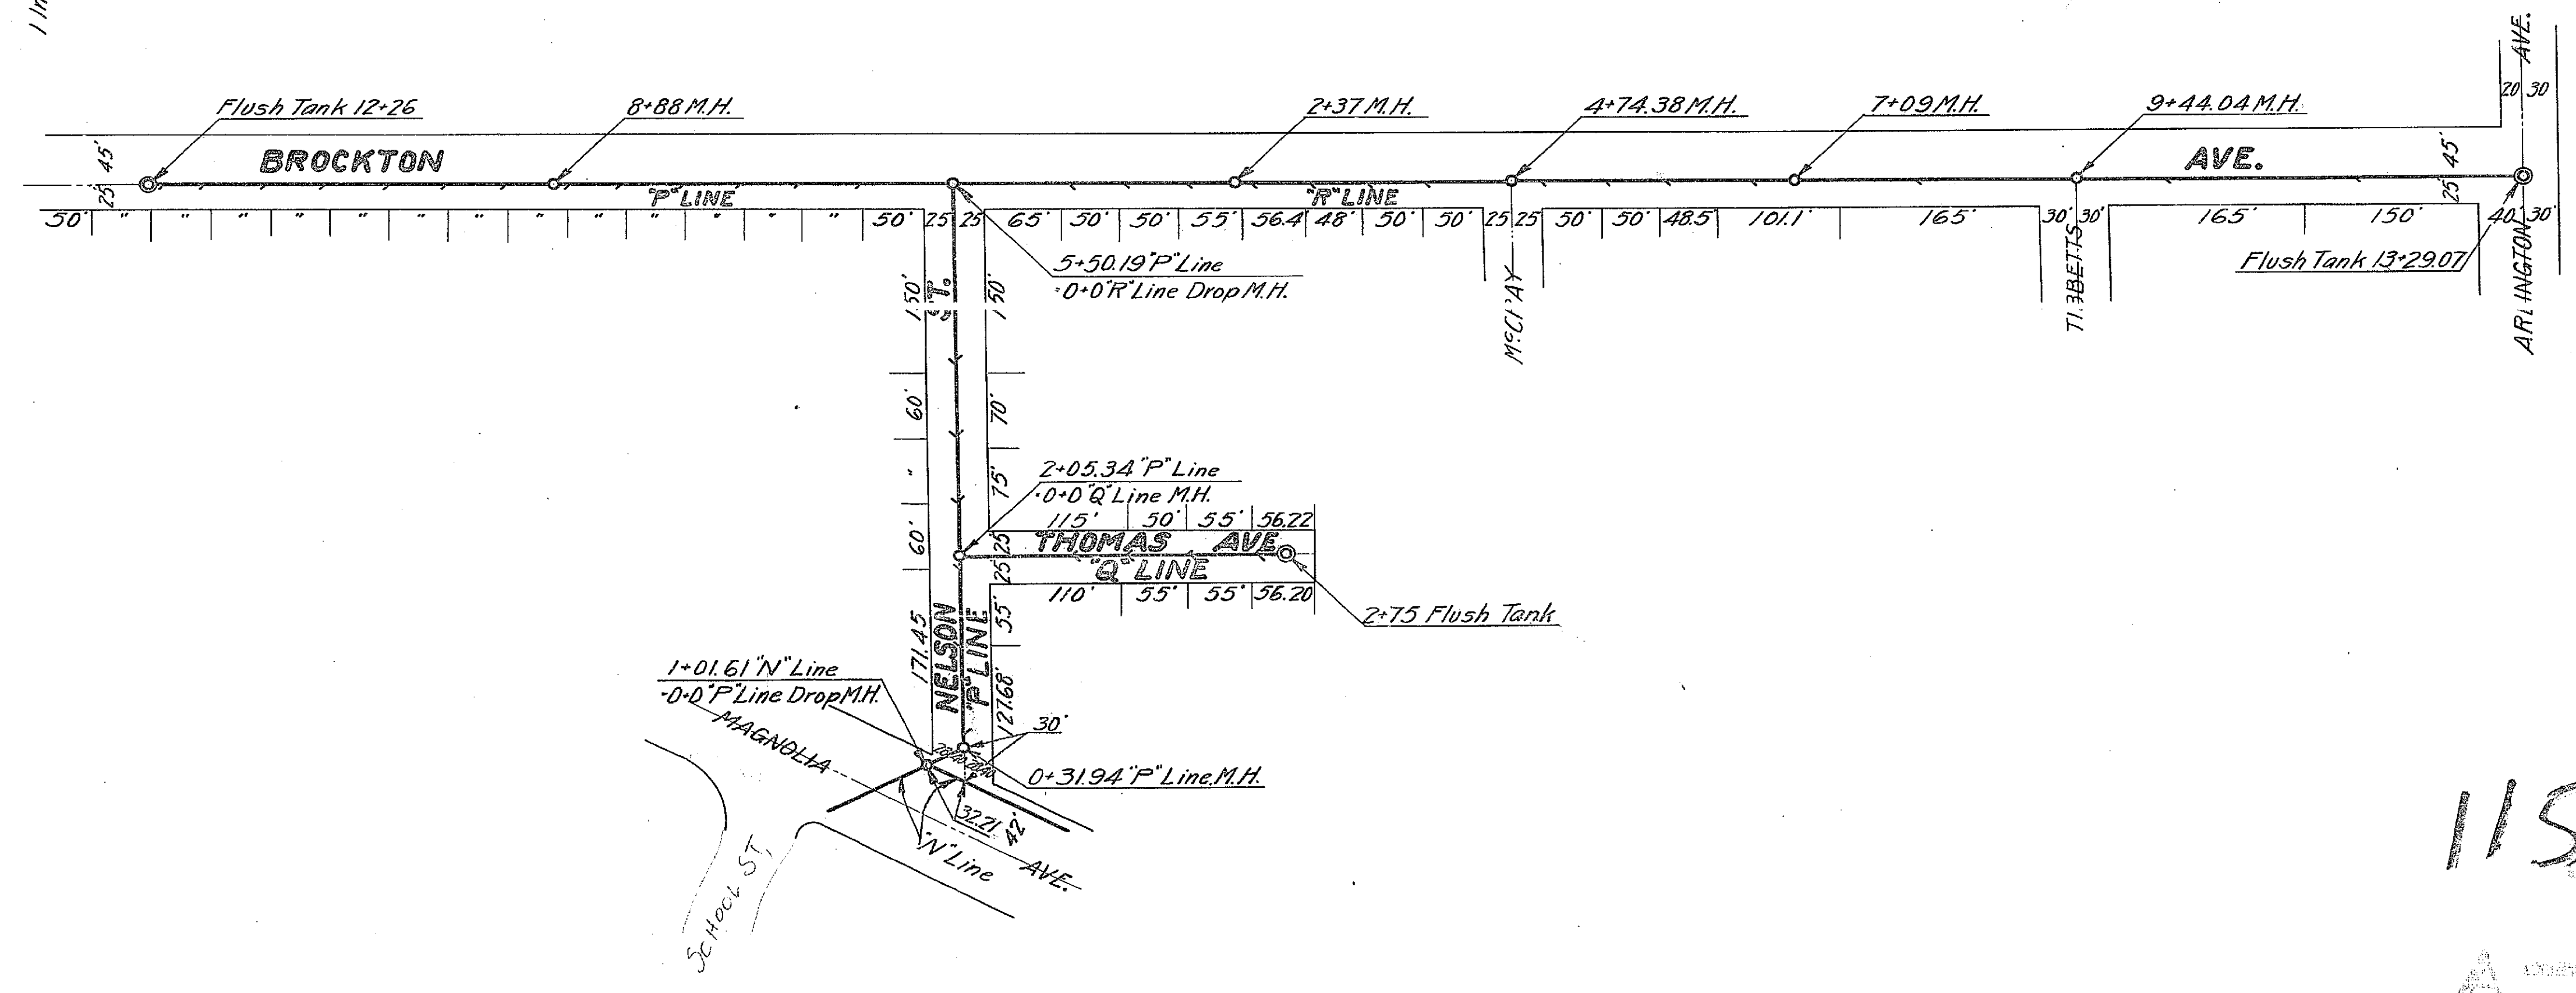 Flush Tank 12+26
8+88 M.H.
2+37 M.H.
4+74.38 M.H.
7+09 M.H.
9+44.04 M.H.
AVE.
20' 30'
45'
25'
BROCKTON
AVE.
45'
25'
"P" LINE
"R" LINE
50' " " " " " " " " " " " " " 50' 25' 25' 65' 50' 50' 55' 56.4 48' 50' 50' 25 25' 50' 50' 48.5 101.1' 165' 30' 30' 165' 150' 40' 30'
5+50.19 "P" Line
=0+0 "R" Line Drop M.H.
Flush Tank 13+29.07
150'
ST.
150'
TIBBETTS
ARLINGTON
60'
70'
"
75'
60'
2+05.34 "P" Line
=0+0 "Q" Line M.H.
115' 50' 55' 56.22
25'
THOMAS AVE
25'
"Q" LINE
110' 55' 55' 56.20
2+75 Flush Tank
171.45
NELSON
"P" LINE
55'
127.68'
1+01.61 "N" Line
=0+0 "P" Line Drop M.H.
30'
MAGNOLIA
0+31.94 "P" Line M.H.
32.21
42'
"N" Line
AVE.
SCHOOL ST,
115